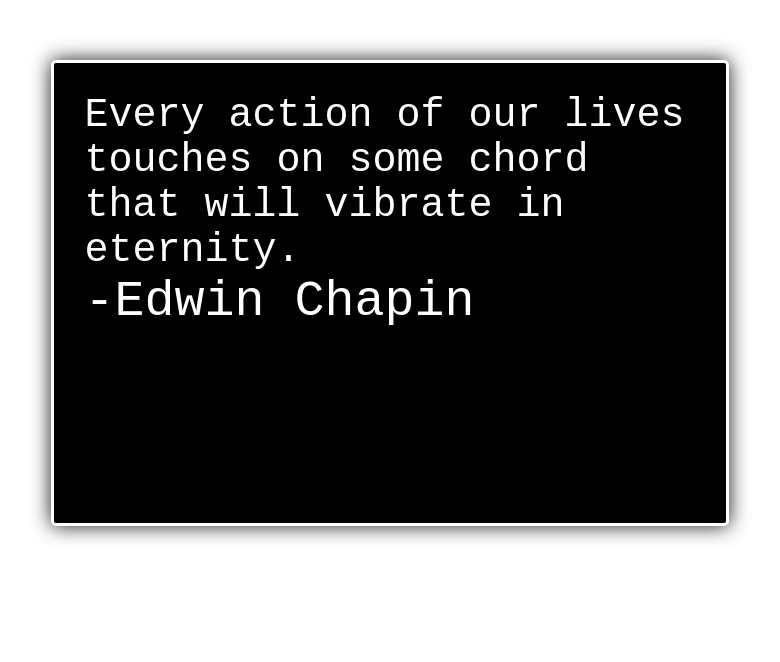 Every action of our lives
touches on some chord
that will vibrate in
eternity.
-Edwin Chapin